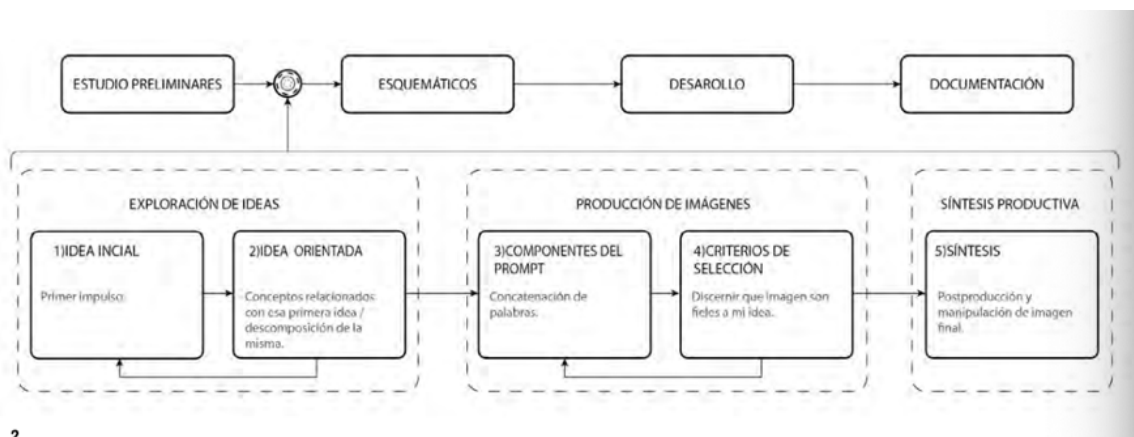 ESTUDIO PRELIMINARES
ESQUEMÁTICOS
DESAROLLO
DOCUMENTACIÓN
EXPLORACIÓN DE IDEAS
1)IDEA INCIAL
Primer impulso.
2)IDEA ORIENTADA
Conceptos relacionados
con esa primera idea /
descomposición de la
misma.
PRODUCCIÓN DE IMÁGENES
3)COMPONENTES DEL
PROMPT
Concatenación de
palabras.
4)CRITERIOS DE
SELECCIÓN
Discernir que imagen son
fieles a mi idea.
SÍNTESIS PRODUCTIVA
5)SÍNTESIS
Postproducción y
manipulación de imagen
final.
2